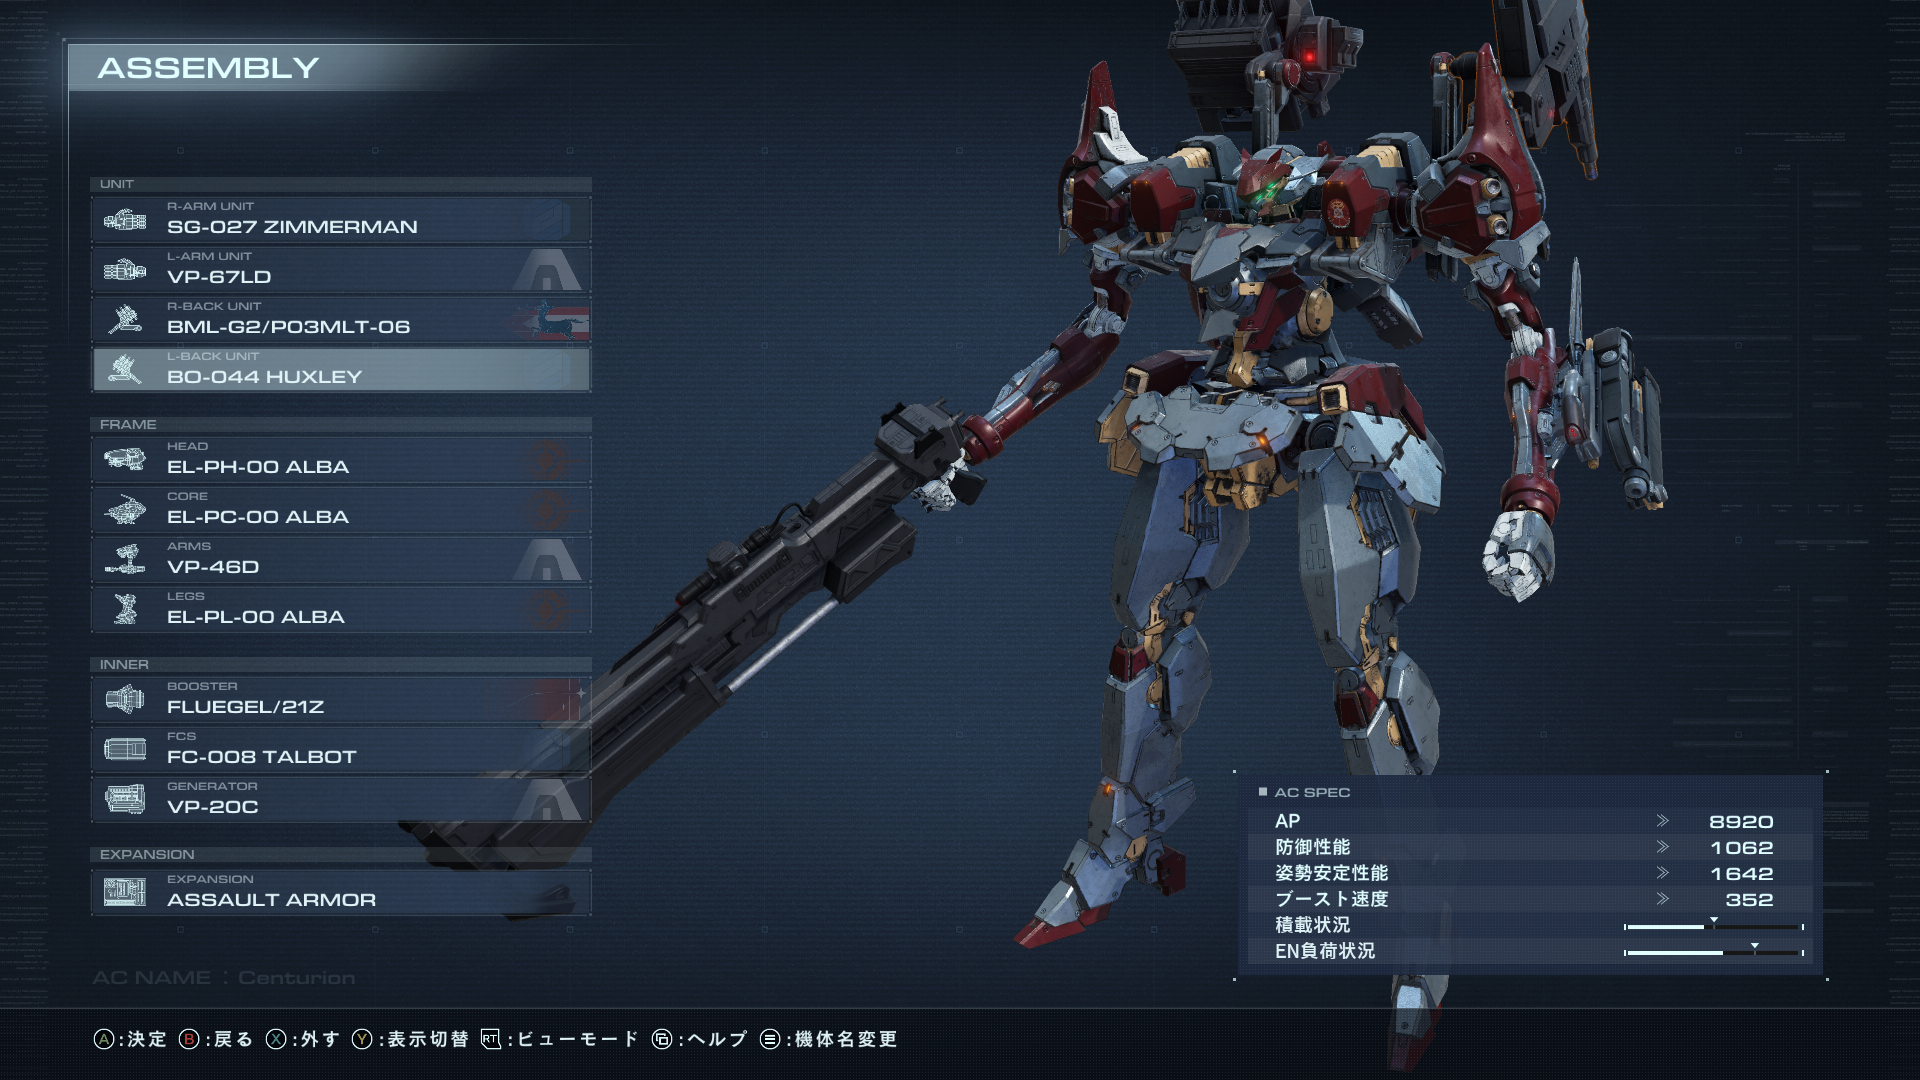 ASSEMBLY
UNIT
R-ARM UNIT
SG-027 ZIMMERMAN
L-ARM UNIT
VP-67LD
R-BACK UNIT
BML-G2/P03MLT-06
L-BACK UNIT
BO-044 HUXLEY
FRAME
HEAD
EL-PH-00 ALBA
CORE
EL-PC-00 ALBA
ARMS
VP-46D
LEGS
EL-PL-00 ALBA
INNER
BOOSTER
FLUEGEL/21Z
FCS
FC-008 TALBOT
GENERATOR
VP-20C
EXPANSION
EXPANSION
ASSAULT ARMOR
AC NAME : Centurion
AC SPEC
AP 8920
防御性能 1062
姿勢安定性能 1642
ブースト速度 352
積載状況
EN負荷状況
A:決定 B:戻る X:外す Y:表示切替 RT:ビューモード :ヘルプ :機体名変更